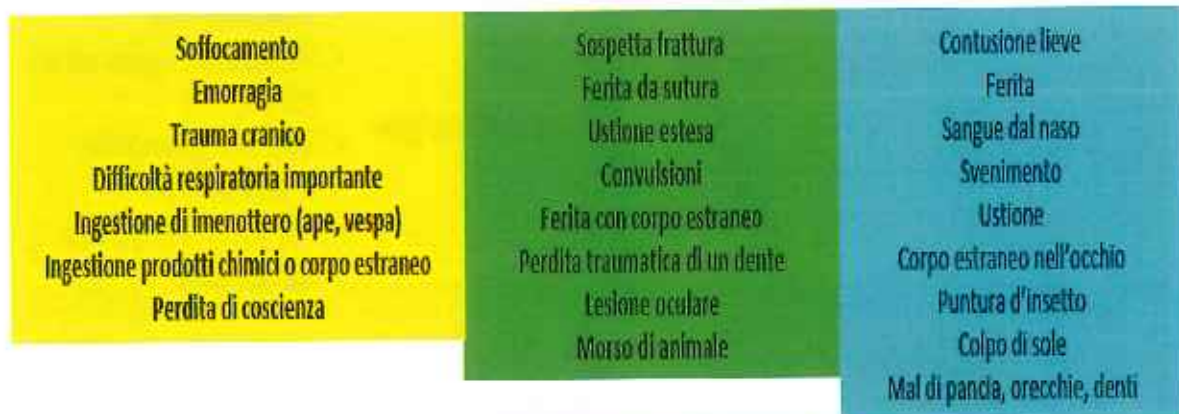 Soffocamento
Emorragia
Trauma cranico
Difficoltà respiratoria importante
Ingestione di imenottero (ape, vespa)
Ingestione prodotti chimici o corpo estraneo
Perdita di coscienza
Sospetta frattura
Ferita da sutura
Ustione estesa
Convulsioni
Ferita con corpo estraneo
Perdita traumatica di un dente
Lesione oculare
Morso di animale
Contusione lieve
Ferita
Sangue dal naso
Svenimento
Ustione
Corpo estraneo nell'occhio
Puntura d'insetto
Colpo di sole
Mal di pancia, orecchie, denti